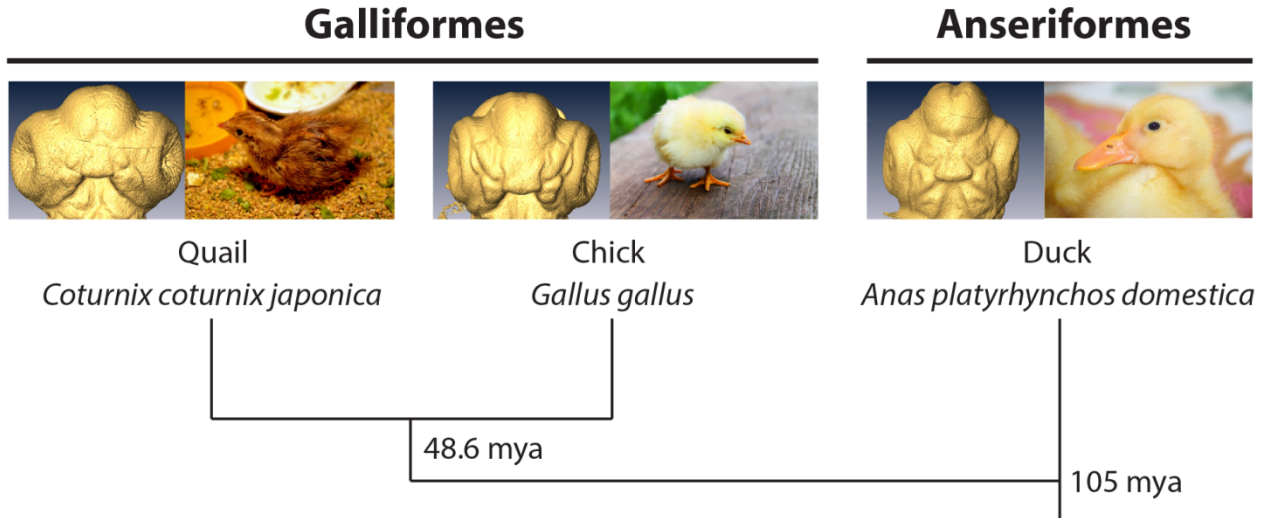 Galliformes
Anseriformes
Quail
Coturnix coturnix japonica
Chick
Gallus gallus
Duck
Anas platyrhynchos domestica
48.6 mya
105 mya